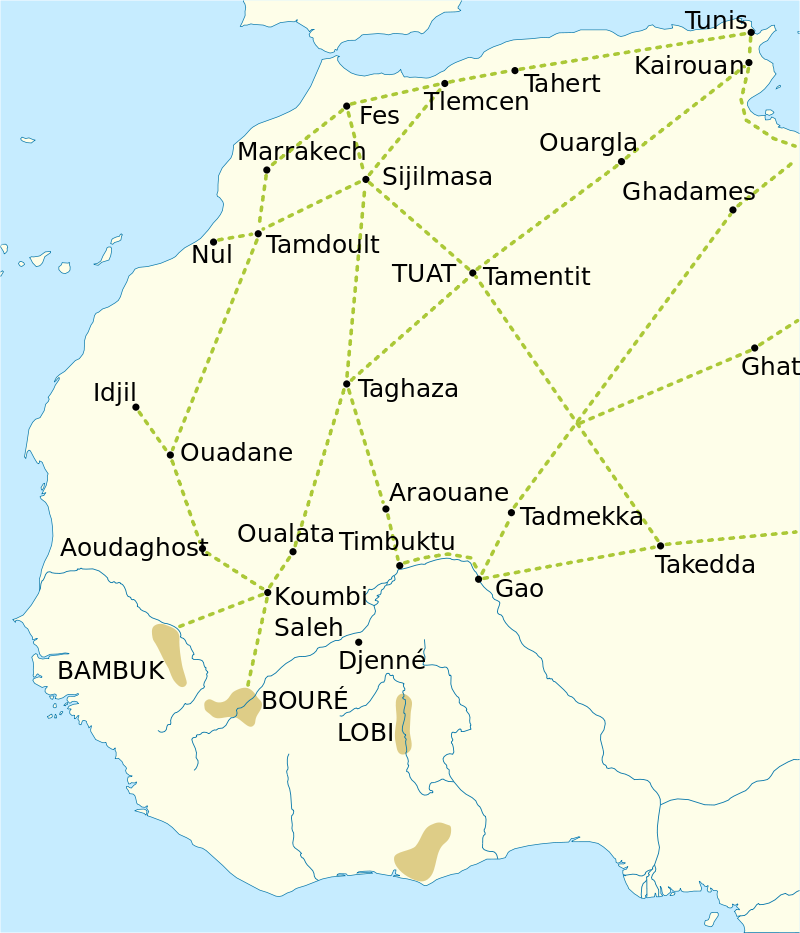 Tunis
Kairouan
Tahert
Tlemcen
Fes
Ouargla
Marrakech
Sijilmasa
Ghadames
Nul
Tamdoult
TUAT
Tamentit
Ghat
Idjil
Taghaza
Ouadane
Araouane
Tadmekka
Aoudaghost
Oualata
Timbuktu
Takedda
Gao
Koumbi
Saleh
Djenné
BAMBUK
BOURÉ
LOBI